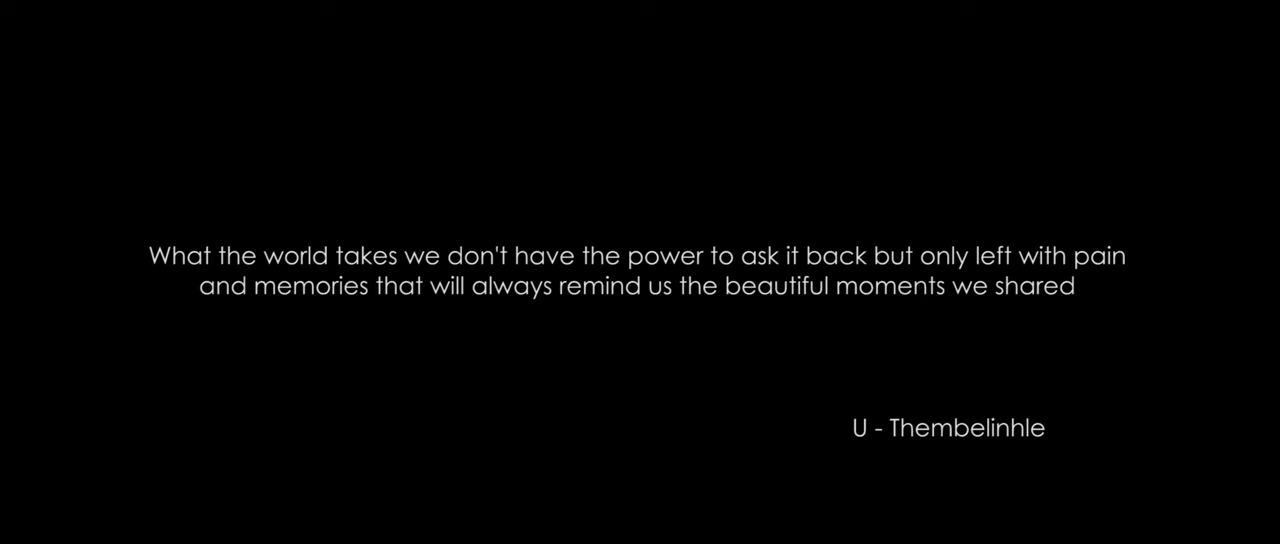 What the world takes we don't have the power to ask it back but only left with pain
and memories that will always remind us the beautiful moments we shared
U - Thembelinhle